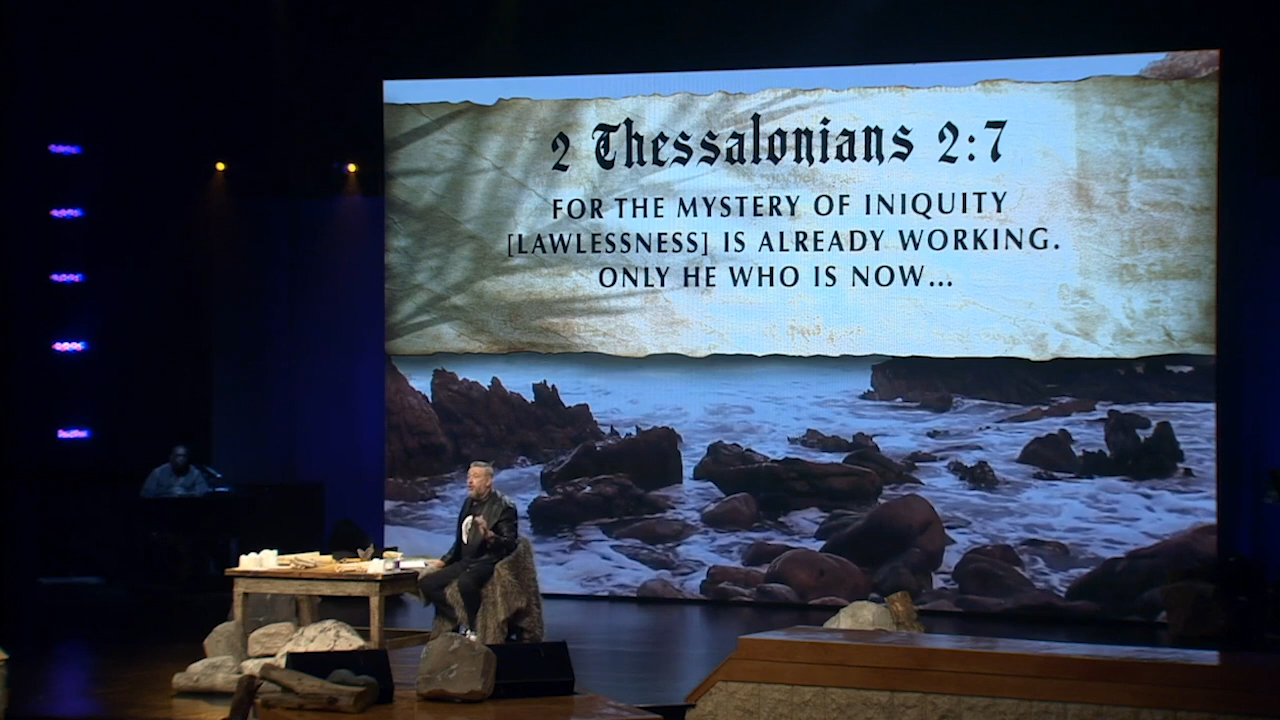 2 Thessalonians 2:7
FOR THE MYSTERY OF INIQUITY
[LAWLESSNESS] IS ALREADY WORKING.
ONLY HE WHO IS NOW...